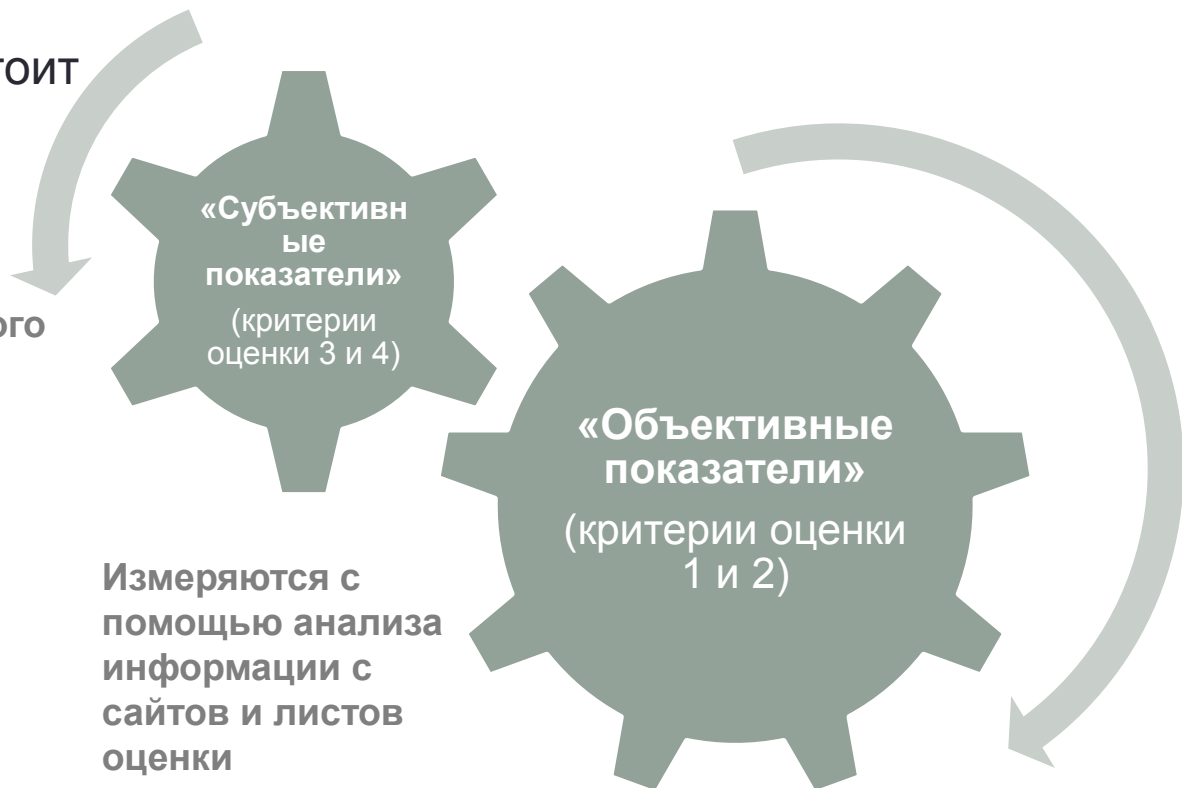 тоит
«Субъективн
ые
показатели»
(критерии
оценки 3 и 4)
ого
«Объективные
показатели»
(критерии оценки
1 и 2)
Измеряются с
помощью анализа
информации с
сайтов и листов
оценки